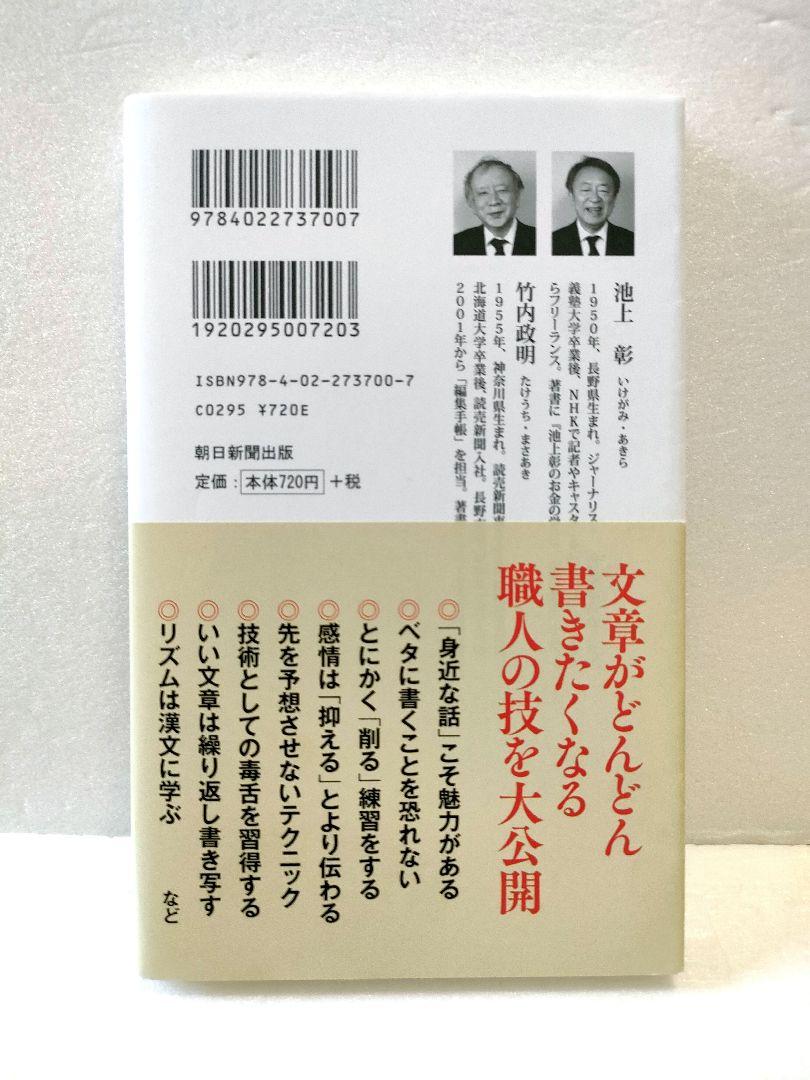 9784022737007
1920295007203
ISBN978-4-02-273700-7
C0295 ¥720E
朝日新聞出版
定価：本体720円＋税
池上 彰 いけがみ・あきら
1950年、長野県生まれ。ジャーナリス
義塾大学卒業後、NHKで記者やキャスタ
らフリーランス。著書に『池上彰のお金の学
竹内政明 たけうち・まさあき
1955年、神奈川県生まれ。読売新聞
北海道大学卒業後、読売新聞入社。長野
2001年から「編集手帳」を担当。著書
文章がどんどん
書きたくなる
職人の技を大公開
◎「身近な話」こそ魅力がある
◎ベタに書くことを恐れない
◎とにかく「削る」練習をする
◎感情は「抑える」とより伝わる
◎先を予想させないテクニック
◎技術としての毒舌を習得する
◎いい文章は繰り返し書き写す
◎リズムは漢文に学ぶ など